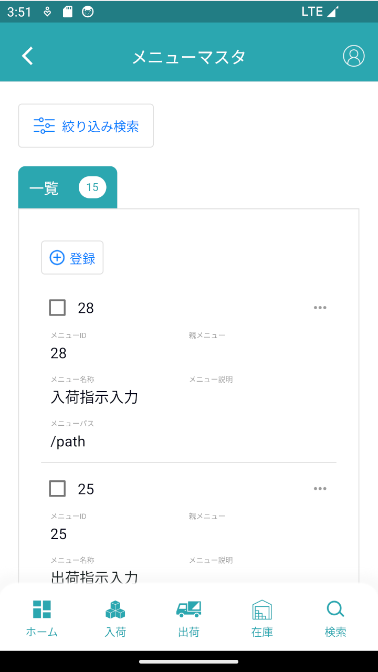 3:51 LTE
メニューマスタ
絞り込み検索
一覧 15
登録
28
メニューID 親メニュー
28
メニュー名称 メニュー説明
入荷指示入力
メニューパス
/path
25
メニューID 親メニュー
25
メニュー名称 メニュー説明
出荷指示入力
ホーム 入荷 出荷 在庫 検索